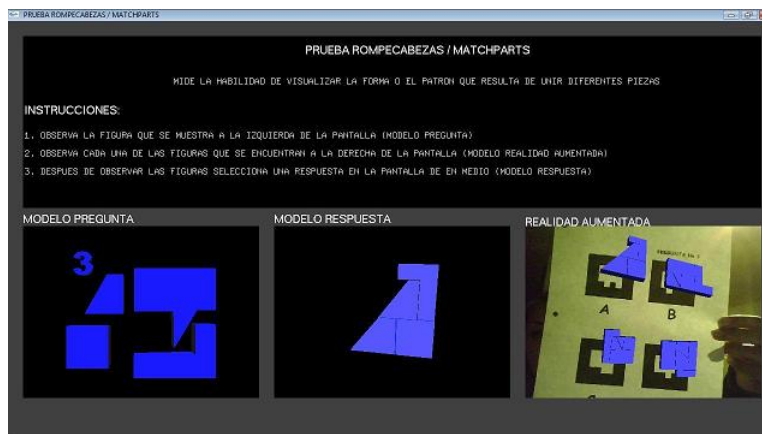 PRUEBA ROMPECABEZAS / MATCHPARTS
PRUEBA ROMPECABEZAS / MATCHPARTS
MIDE LA HABILIDAD DE VISUALIZAR LA FORMA O EL PATRON QUE RESULTA DE UNIR DIFERENTES PIEZAS
INSTRUCCIONES:
1. OBSERVA LA FIGURA QUE SE MUESTRA A LA IZQUIERDA DE LA PANTALLA (MODELO PREGUNTA)
2. OBSERVA CADA UNA DE LAS FIGURAS QUE SE ENCUENTRAN A LA DERECHA DE LA PANTALLA (MODELO REALIDAD AUMENTADA)
3. DESPUES DE OBSERVAR LAS FIGURAS SELECCIONA UNA RESPUESTA EN LA PANTALLA DE EN MEDIO (MODELO RESPUESTA)
MODELO PREGUNTA
MODELO RESPUESTA
REALIDAD AUMENTADA
3
A
B